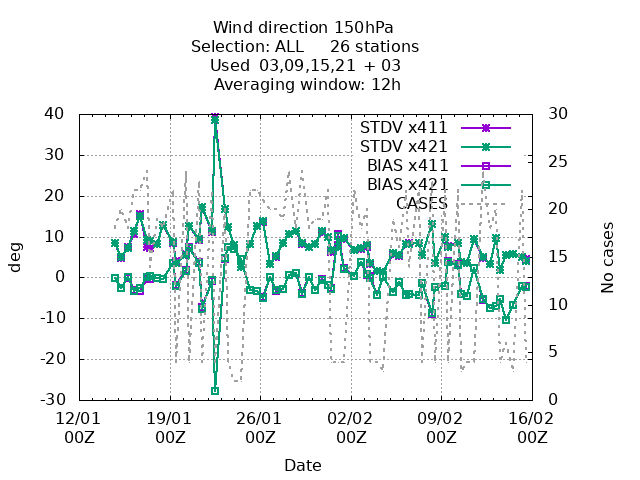 Wind direction 150hPa
Selection: ALL 26 stations
Used 03,09,15,21 + 03
Averaging window: 12h
40 30
STDV x411
25
30 STDV x421
BIAS x411
20 BIAS x421 20
CASES
10 15
0
10
-10
5
-20
-30 0
12/01 19/01 26/01 02/02 09/02 16/02
00Z 00Z 00Z 00Z 00Z 00Z
Date
deg
No cases